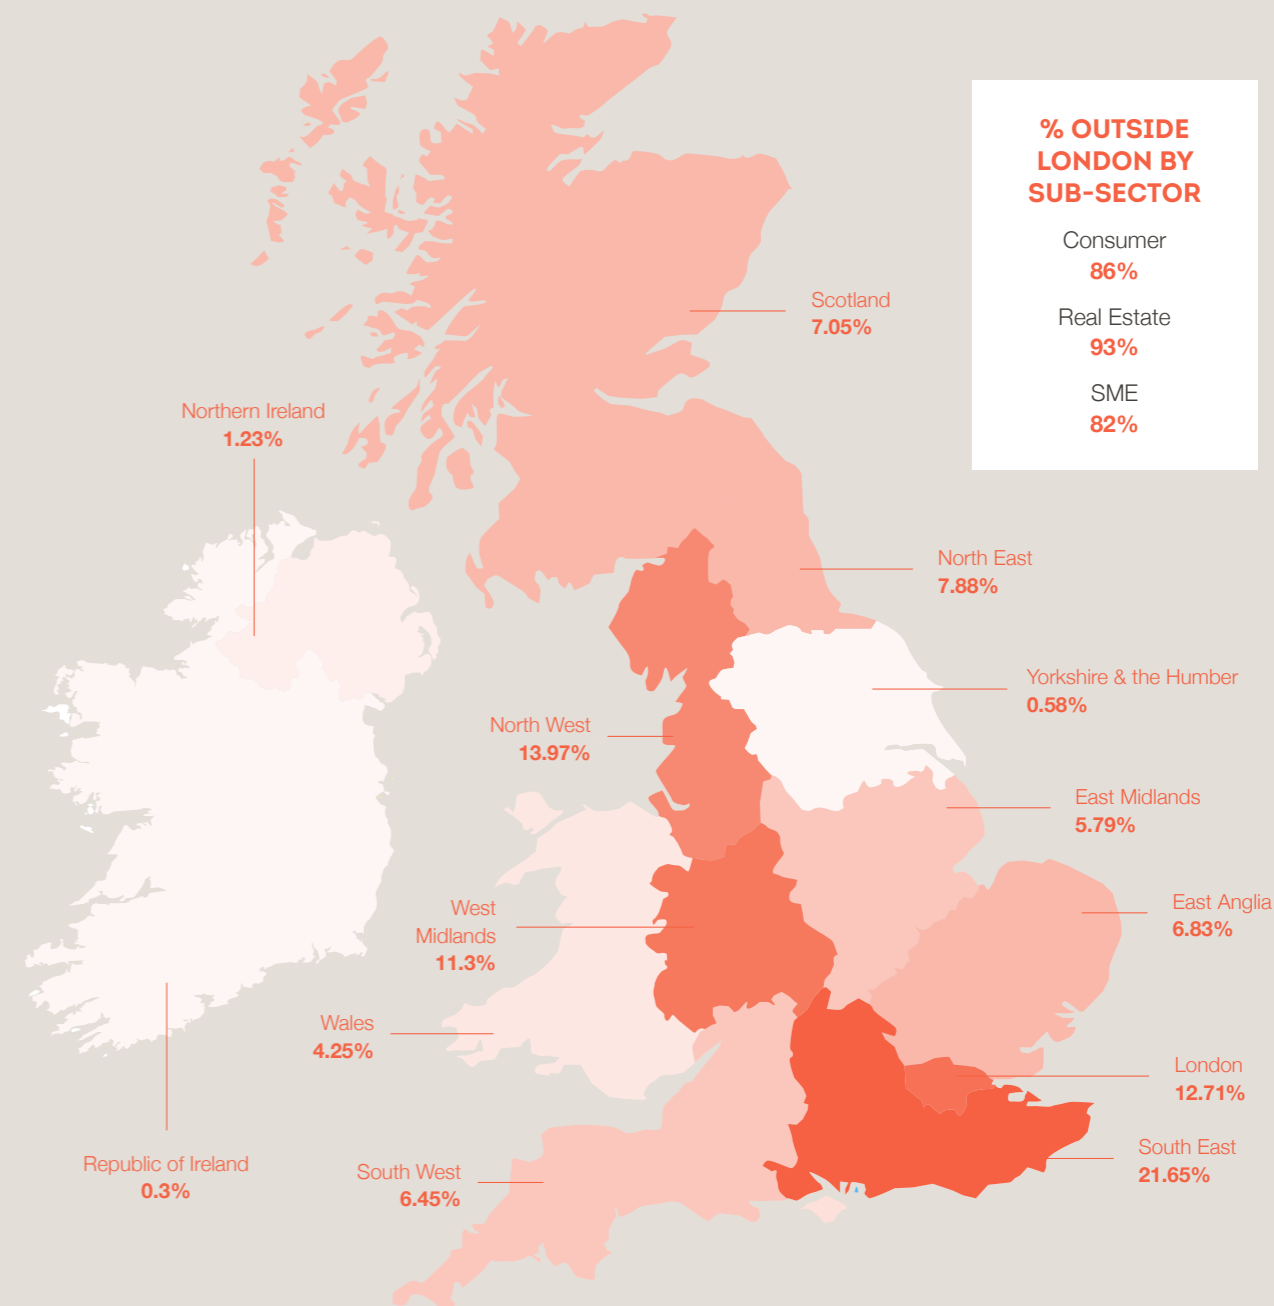 % OUTSIDE
LONDON BY
SUB-SECTOR
Consumer
86%
Real Estate
93%
SME
82%
Scotland
7.05%
Northern Ireland
1.23%
North East
7.88%
Yorkshire & the Humber
0.58%
North West
13.97%
East Midlands
5.79%
East Anglia
6.83%
West
Midlands
11.3%
Wales
4.25%
London
12.71%
South East
21.65%
Republic of Ireland
0.3%
South West
6.45%